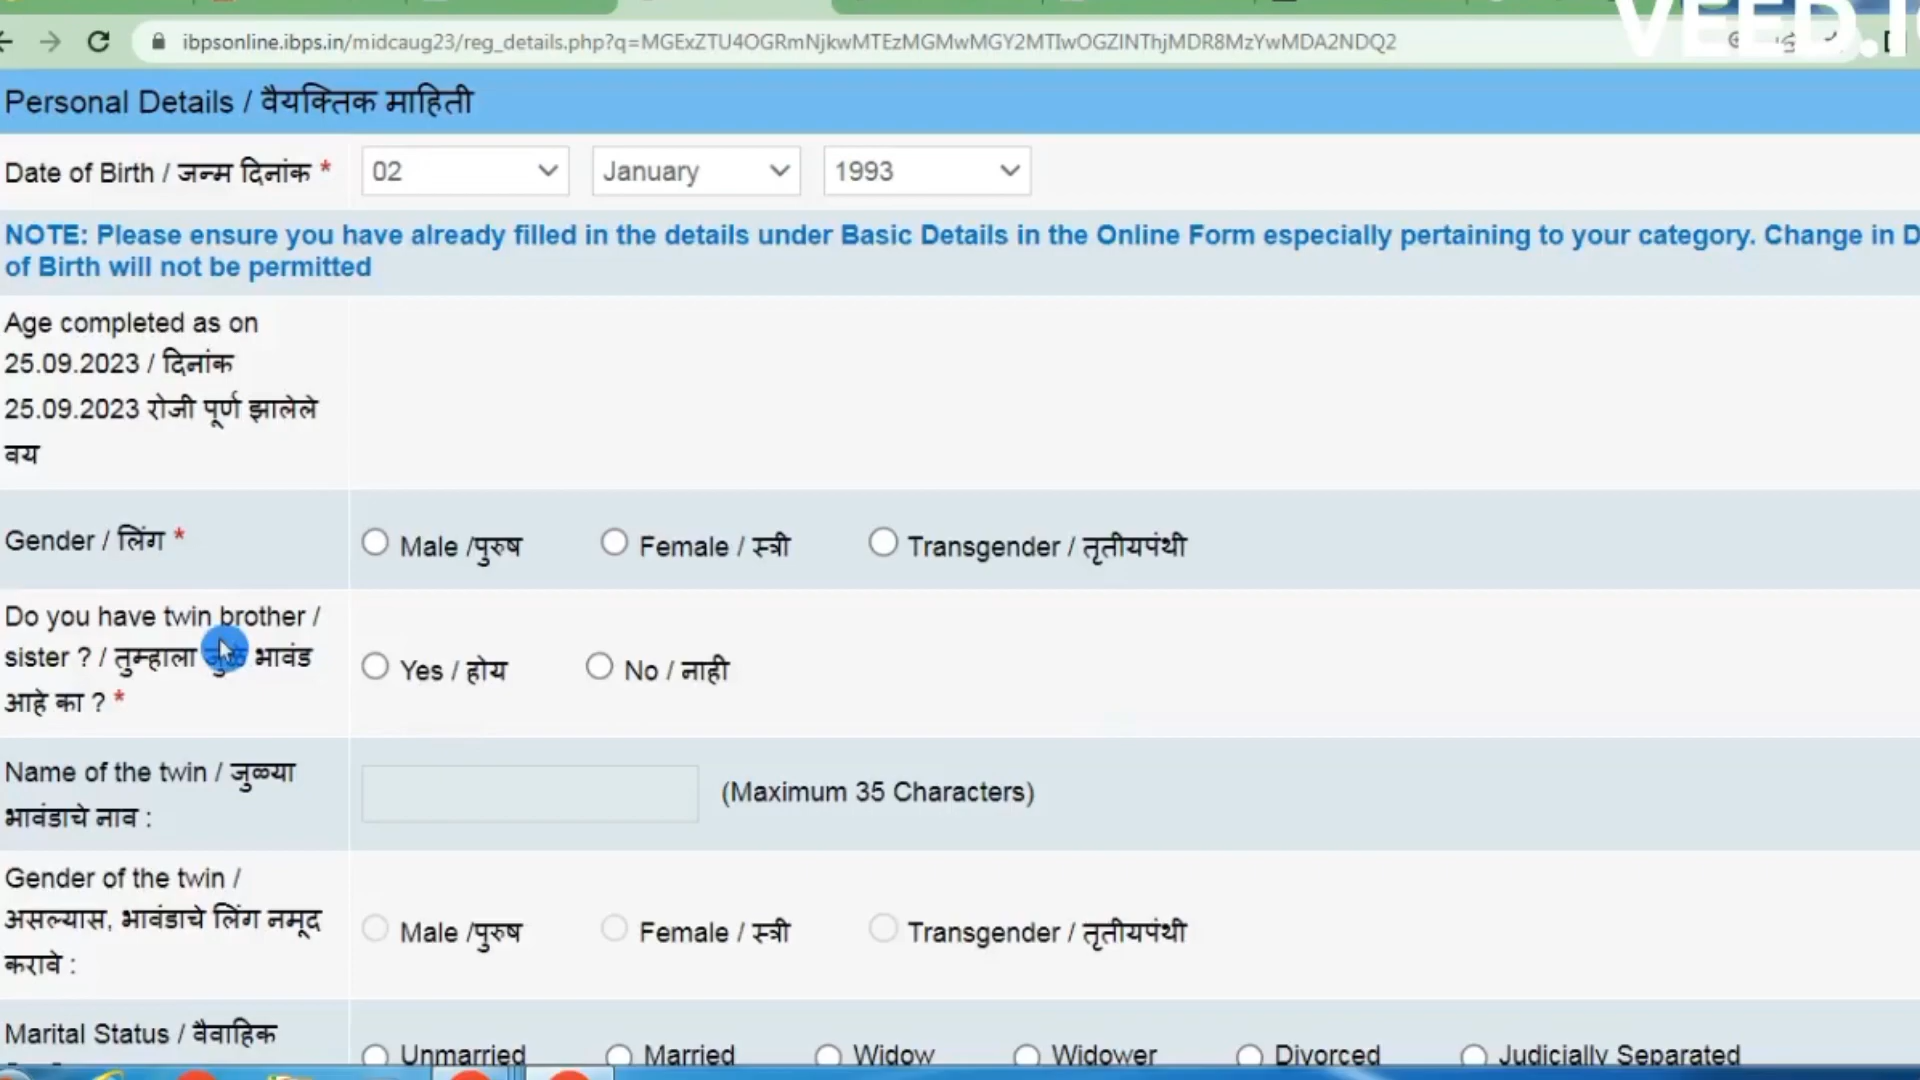 VEED.I
ibpsonline.ibps.in/midcaug23/reg_details.php?q=MGExZTU4OGRmNjkwMTEzMGMwMGY2MTIwOGZlNThjMDR8MzYwMDA2NDQ2
Personal Details / वैयक्तिक माहिती
Date of Birth / जन्म दिनांक * 02 January 1993
NOTE: Please ensure you have already filled in the details under Basic Details in the Online Form especially pertaining to your category. Change in D
of Birth will not be permitted
Age completed as on
25.09.2023 / दिनांक
25.09.2023 रोजी पूर्ण झालेले
वय
Gender / लिंग * Male /पुरुष Female / स्त्री Transgender / तृतीयपंथी
Do you have twin brother /
sister ? / तुम्हाला भावंड
आहे का ? *
Yes / होय No / नाही
Name of the twin / जुळ्या
भावंडाचे नाव :
(Maximum 35 Characters)
Gender of the twin /
असल्यास, भावंडाचे लिंग नमूद
करावे :
Male /पुरुष Female / स्त्री Transgender / तृतीयपंथी
Marital Status / वैवाहिक
Unmarried Married Widow Widower Divorced Judicially Separated